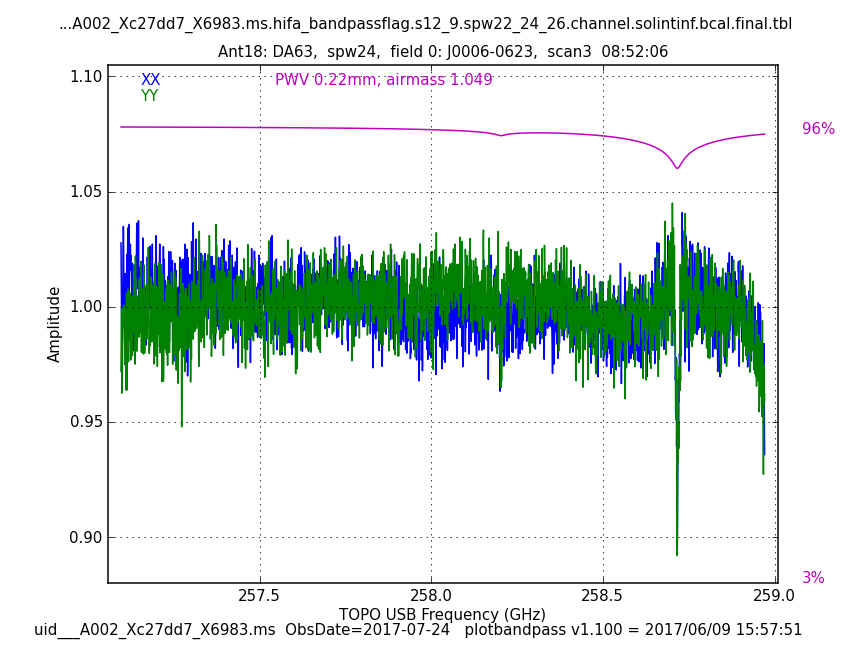 ...A002_Xc27dd7_X6983.ms.hifa_bandpassflag.s12_9.spw22_24_26.channel.solintinf.bcal.final.tbl
Ant18: DA63,  spw24,  field 0: J0006-0623,  scan3  08:52:06
XX
PWV 0.22mm, airmass 1.049
YY
1.10
1.05
1.00
0.95
0.90
Amplitude
96%
3%
257.5
258.0
258.5
259.0
TOPO USB Frequency (GHz)
uid___A002_Xc27dd7_X6983.ms  ObsDate=2017-07-24   plotbandpass v1.100 = 2017/06/09 15:57:51